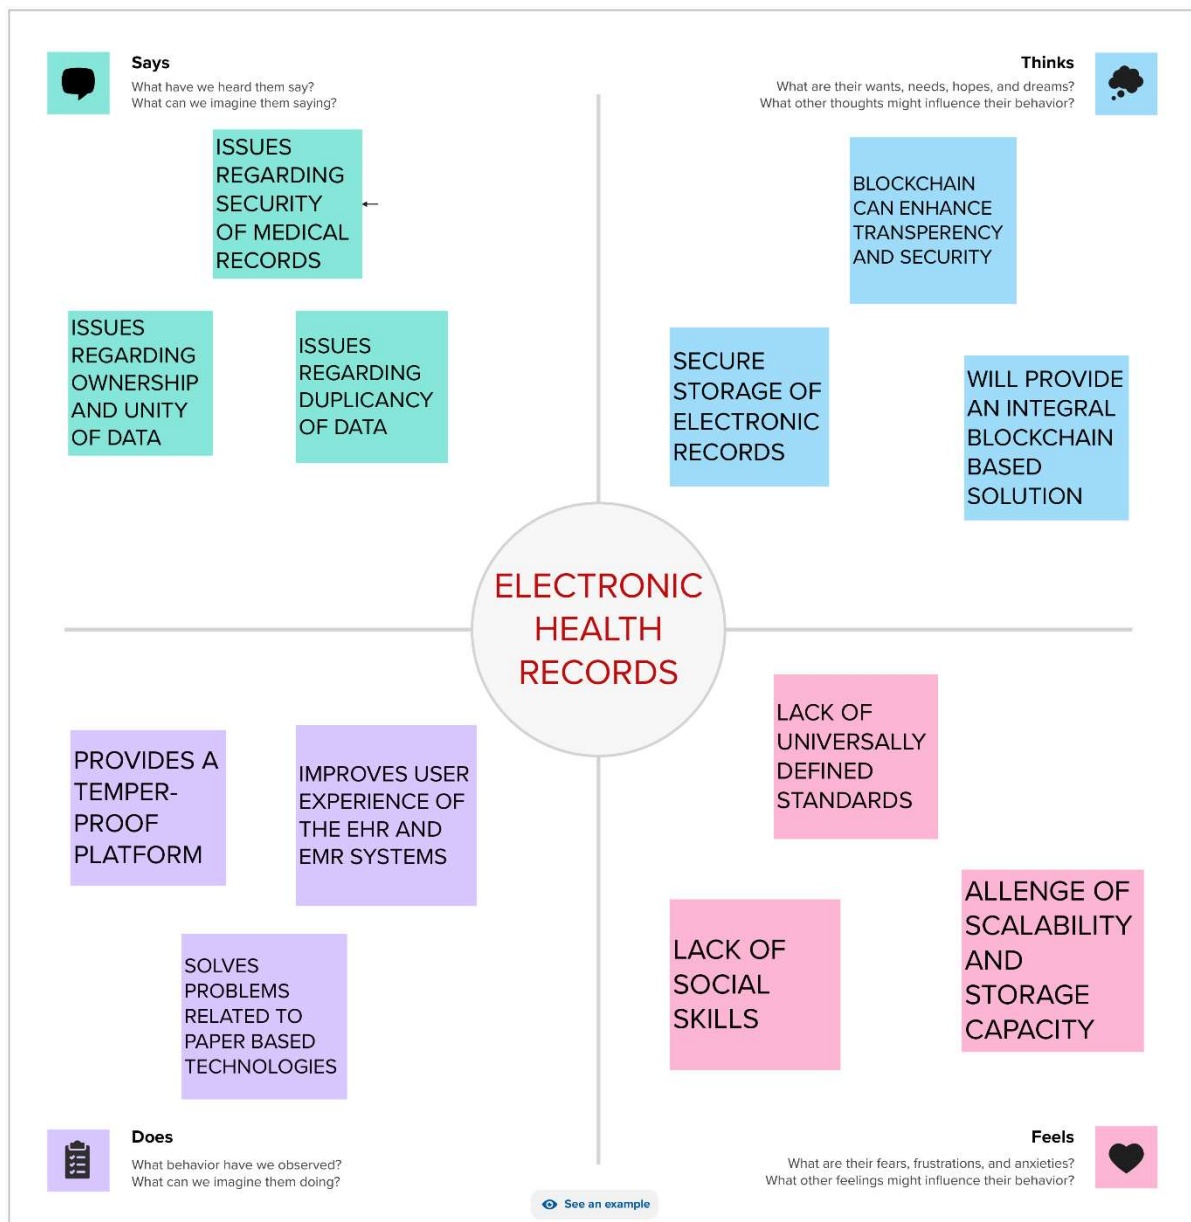 Says
What have we heard them say?
What can we imagine them saying?
ISSUES
REGARDING
SECURITY
OF MEDICAL
RECORDS
ISSUES
REGARDING
OWNERSHIP
AND UNITY
OF DATA
ISSUES
REGARDING
DUPLICANCY
OF DATA
Thinks
What are their wants, needs, hopes, and dreams?
What other thoughts might influence their behavior?
BLOCKCHAIN
CAN ENHANCE
TRANSPERENCY
AND SECURITY
SECURE
STORAGE OF
ELECTRONIC
RECORDS
WILL PROVIDE
AN INTEGRAL
BLOCKCHAIN
BASED
SOLUTION
ELECTRONIC
HEALTH
RECORDS
PROVIDES A
TEMPER-
PROOF
PLATFORM
IMPROVES USER
EXPERIENCE OF
THE EHR AND
EMR SYSTEMS
SOLVES
PROBLEMS
RELATED TO
PAPER BASED
TECHNOLOGIES
Does
What behavior have we observed?
What can we imagine them doing?
LACK OF
UNIVERSALLY
DEFINED
STANDARDS
LACK OF
SOCIAL
SKILLS
ALLENGE OF
SCALABILITY
AND
STORAGE
CAPACITY
Feels
What are their fears, frustrations, and anxieties?
What other feelings might influence their behavior?
See an example